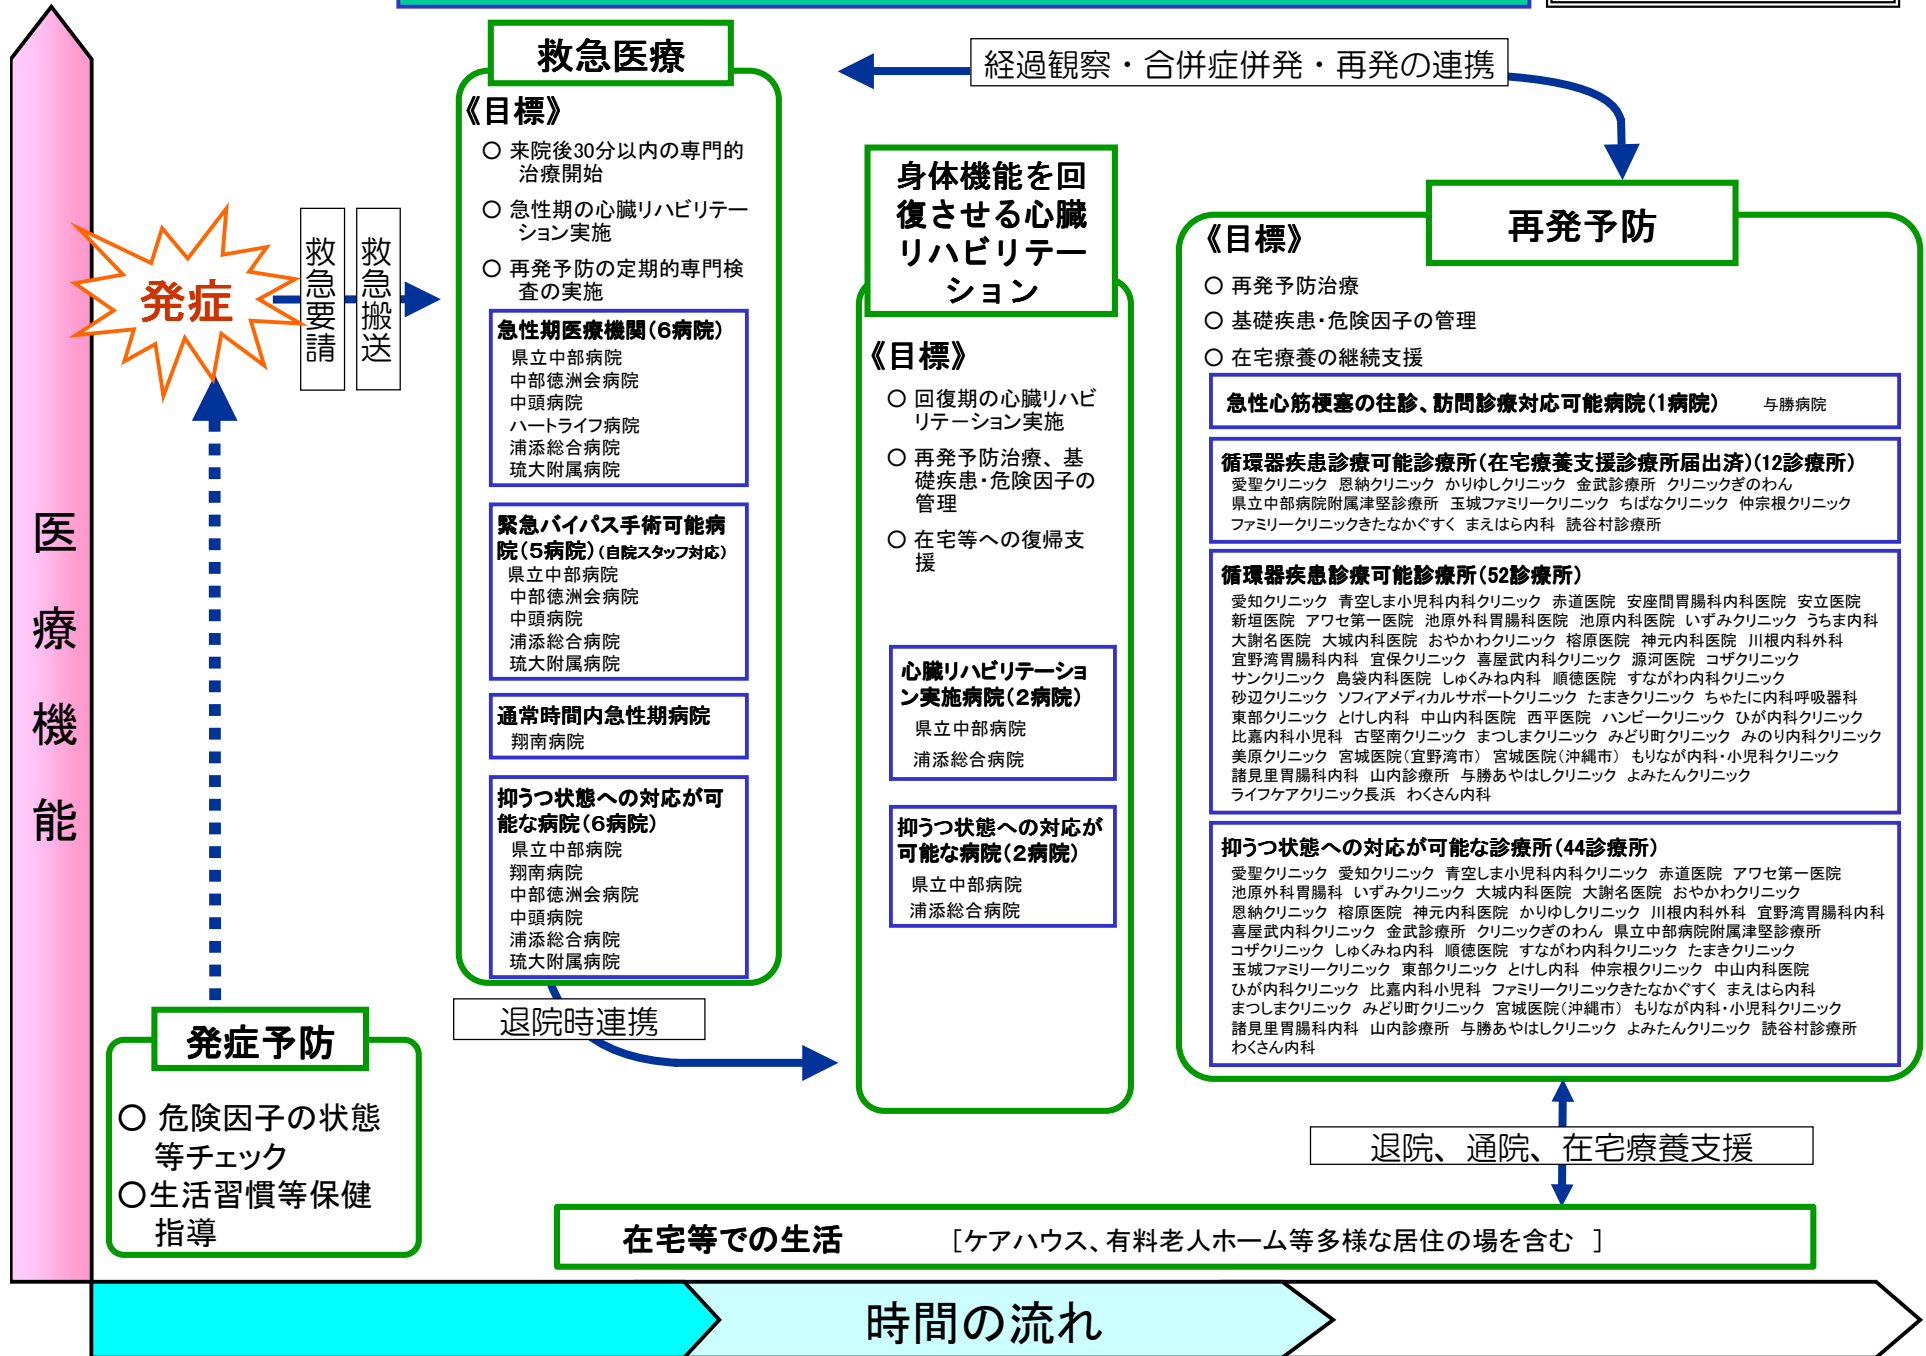 救急医療
《目標》
○ 来院後30分以内の専門的
治療開始
○ 急性期の心臓リハビリテー
ション実施
○ 再発予防の定期的専門検
査の実施
急性期医療機関(6病院)
県立中部病院
中部徳洲会病院
中頭病院
ハートライフ病院
浦添総合病院
琉大附属病院
緊急バイパス手術可能病
院(5病院)(自院スタッフ対応)
県立中部病院
中部徳洲会病院
中頭病院
浦添総合病院
琉大附属病院
通常時間内急性期病院
翔南病院
抑うつ状態への対応が可
能な病院(6病院)
県立中部病院
翔南病院
中部徳洲会病院
中頭病院
浦添総合病院
琉大附属病院
経過観察・合併症併発・再発の連携
発症
救急要請
救急搬送
医療機能
身体機能を回
復させる心臓
リハビリテー
ション
《目標》
○ 回復期の心臓リハビ
リテーション実施
○ 再発予防治療、基
礎疾患・危険因子の
管理
○ 在宅等への復帰支
援
心臓リハビリテーショ
ン実施病院(2病院)
県立中部病院
浦添総合病院
抑うつ状態への対応が
可能な病院(2病院)
県立中部病院
浦添総合病院
再発予防
《目標》
○ 再発予防治療
○ 基礎疾患・危険因子の管理
○ 在宅療養の継続支援
急性心筋梗塞の往診、訪問診療対応可能病院(1病院) 与勝病院
循環器疾患診療可能診療所(在宅療養支援診療所届出済)(12診療所)
愛聖クリニック 恩納クリニック かりゆしクリニック 金武診療所 クリニックぎのわん
県立中部病院附属津堅診療所 玉城ファミリークリニック ちばなクリニック 仲宗根クリニック
ファミリークリニックきたなかぐすく まえはら内科 読谷村診療所
循環器疾患診療可能診療所(52診療所)
愛知クリニック 青空しま小児科内科クリニック 赤道医院 安座間胃腸科内科医院 安立医院
新垣医院 アワセ第一医院 池原外科胃腸科医院 池原内科医院 いずみクリニック うちま内科
大謝名医院 大城内科医院 おやかわクリニック 榕原医院 神元内科医院 川根内科外科
宜野湾胃腸科内科 宜保クリニック 喜屋武内科クリニック 源河医院 コザクリニック
サンクリニック 島袋内科医院 しゅくみね内科 順徳医院 すながわ内科クリニック
砂辺クリニック ソフィアメディカルサポートクリニック たまきクリニック ちゃたに内科呼吸器科
東部クリニック とけし内科 中山内科医院 西平医院 ハンビークリニック ひが内科クリニック
比嘉内科小児科 古堅南クリニック まつしまクリニック みどり町クリニック みのり内科クリニック
美原クリニック 宮城医院(宜野湾市) 宮城医院(沖縄市) もりなが内科・小児科クリニック
諸見里胃腸科内科 山内診療所 与勝あやはしクリニック よみたんクリニック
ライフケアクリニック長浜 わくさん内科
抑うつ状態への対応が可能な診療所(44診療所)
愛聖クリニック 愛知クリニック 青空しま小児科内科クリニック 赤道医院 アワセ第一医院
池原外科胃腸科 いずみクリニック 大城内科医院 大謝名医院 おやかわクリニック
恩納クリニック 榕原医院 神元内科医院 かりゆしクリニック 川根内科外科 宜野湾胃腸科内科
喜屋武内科クリニック 金武診療所 クリニックぎのわん 県立中部病院附属津堅診療所
コザクリニック しゅくみね内科 順徳医院 すながわ内科クリニック たまきクリニック
玉城ファミリークリニック 東部クリニック とけし内科 仲宗根クリニック 中山内科医院
ひが内科クリニック 比嘉内科小児科 ファミリークリニックきたなかぐすく まえはら内科
まつしまクリニック みどり町クリニック 宮城医院(沖縄市) もりなが内科・小児科クリニック
諸見里胃腸科内科 山内診療所 与勝あやはしクリニック よみたんクリニック 読谷村診療所
わくさん内科
退院時連携
発症予防
○ 危険因子の状態
等チェック
○生活習慣等保健
指導
退院、通院、在宅療養支援
在宅等での生活 [ケアハウス、有料老人ホーム等多様な居住の場を含む ]
時間の流れ